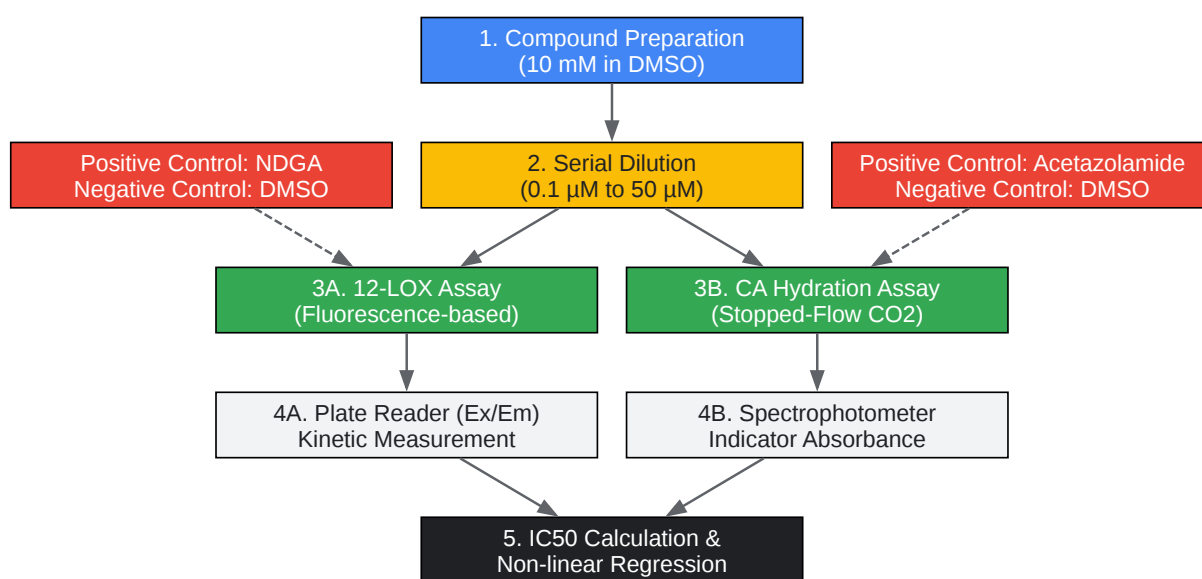 1. Compound Preparation
(10 mM in DMSO)
Positive Control: NDGA
Negative Control: DMSO
2. Serial Dilution
(0.1 µM to 50 µM)
Positive Control: Acetazolamide
Negative Control: DMSO
3A. 12-LOX Assay
(Fluorescence-based)
3B. CA Hydration Assay
(Stopped-Flow CO2)
4A. Plate Reader (Ex/Em)
Kinetic Measurement
4B. Spectrophotometer
Indicator Absorbance
5. IC50 Calculation &
Non-linear Regression